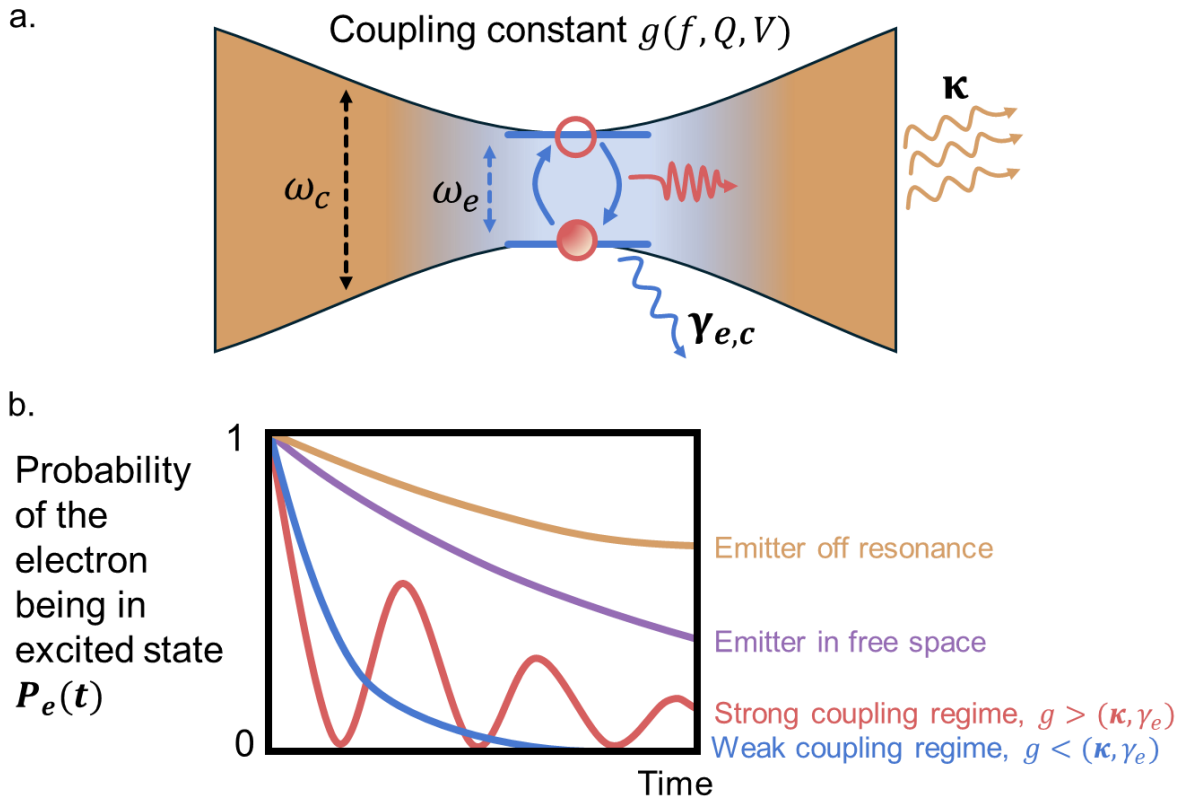 a.
Coupling constant g(f, Q, V)
κ
ω_c
ω_e
γ_{e,c}
b.
1
Probability
of the
electron
being in
excited state
P_e(t)
0
Emitter off resonance
Emitter in free space
Strong coupling regime, g > (κ, γ_e)
Weak coupling regime, g < (κ, γ_e)
Time